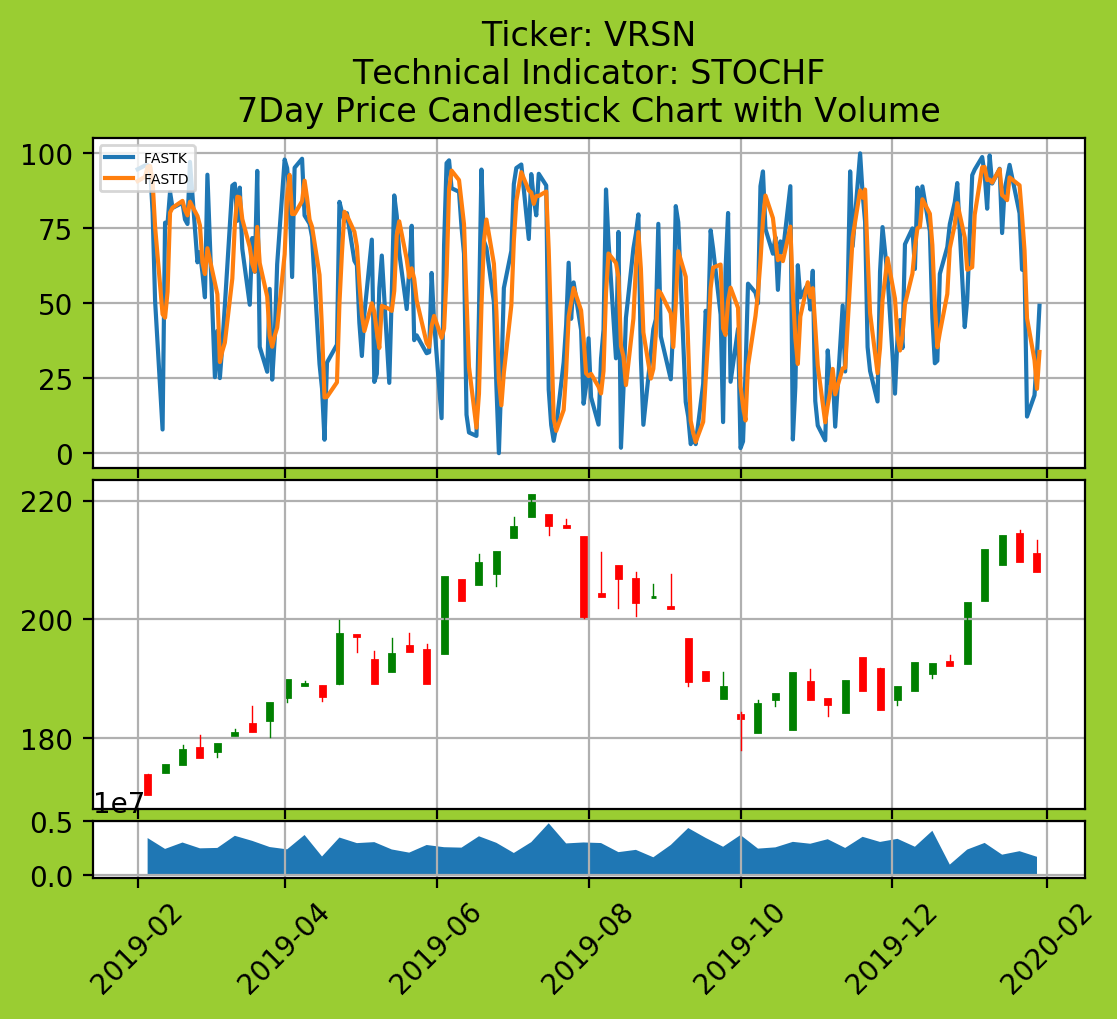 Ticker: VRSN
Technical Indicator: STOCHF
7Day Price Candlestick Chart with Volume
100
75
50
25
0
FASTK
FASTD
220
200
180
1e7
0.5
0.0
2019-02
2019-04
2019-06
2019-08
2019-10
2019-12
2020-02